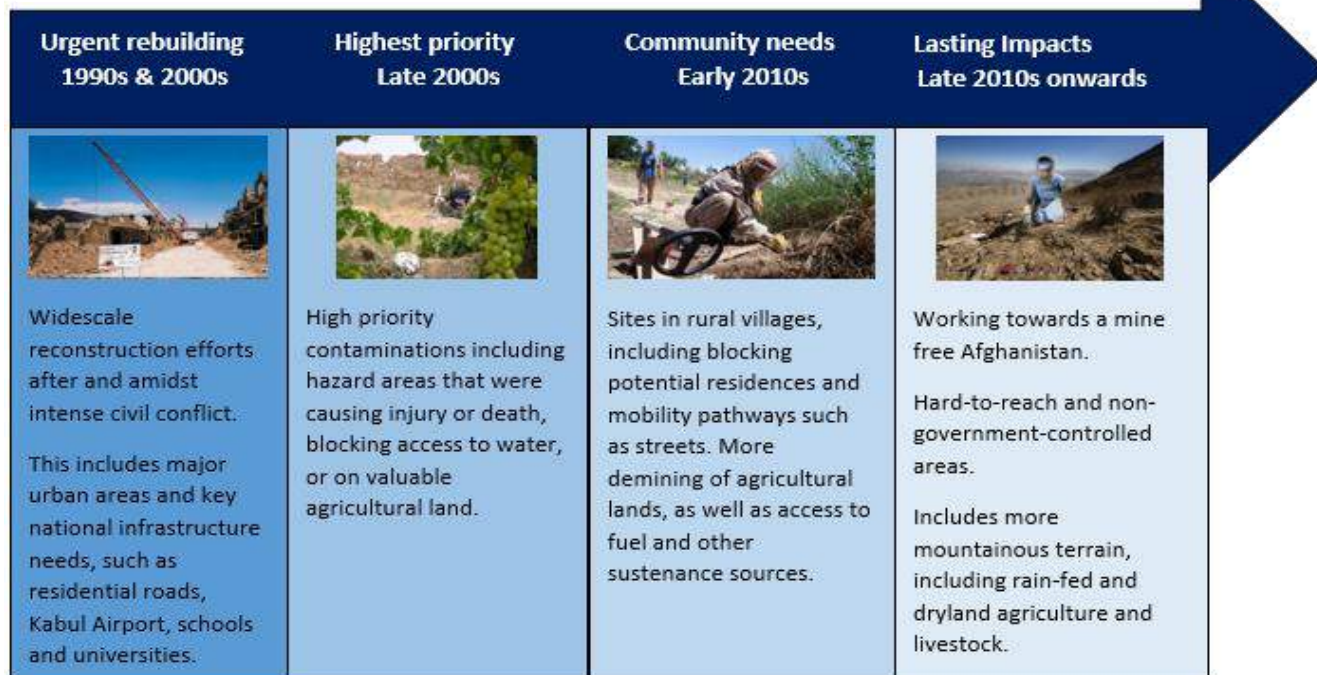 Urgent rebuilding
1990s & 2000s
Highest priority
Late 2000s
Community needs
Early 2010s
Lasting Impacts
Late 2010s onwards
Widescale
reconstruction efforts
after and amidst
intense civil conflict.
This includes major
urban areas and key
national infrastructure
needs, such as
residential roads,
Kabul Airport, schools
and universities.
High priority
contaminations including
hazard areas that were
causing injury or death,
blocking access to water,
or on valuable
agricultural land.
Sites in rural villages,
including blocking
potential residences and
mobility pathways such
as streets. More
demining of agricultural
lands, as well as access to
fuel and other
sustenance sources.
Working towards a mine
free Afghanistan.
Hard-to-reach and non-
government-controlled
areas.
Includes more
mountainous terrain,
including rain-fed and
dryland agriculture and
livestock.